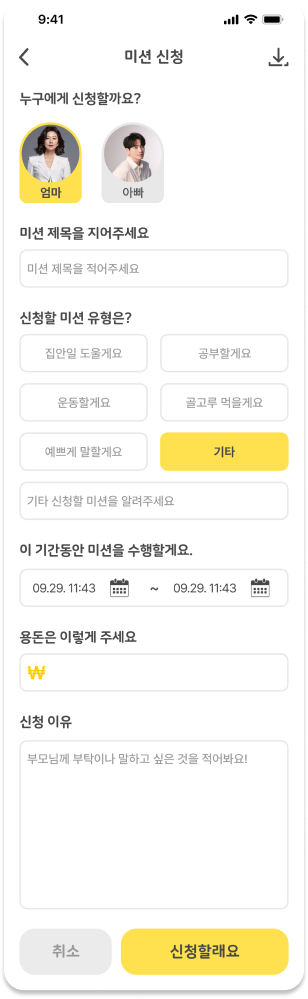 9:41
미션 신청
누구에게 신청할까요?
엄마
아빠
미션 제목을 지어주세요
미션 제목을 적어주세요
신청할 미션 유형은?
집안일 도울게요
공부할게요
운동할게요
골고루 먹을게요
예쁘게 말할게요
기타
기타 신청할 미션을 알려주세요
이 기간동안 미션을 수행할게요.
09.29. 11:43 ~ 09.29. 11:43
용돈은 이렇게 주세요
₩
신청 이유
부모님께 부탁이나 말하고 싶은 것을 적어봐요!
취소
신청할래요